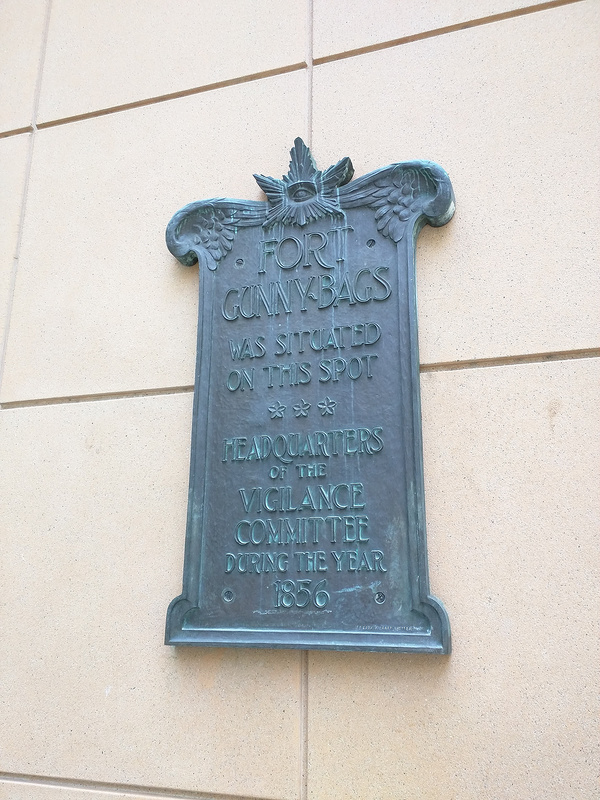 FORT
GUNNY-BAGS
WAS SITUATED
ON THIS SPOT
HEADQUARTERS
OF THE
VIGILANCE
COMMITTEE
DURING THE YEAR
1856